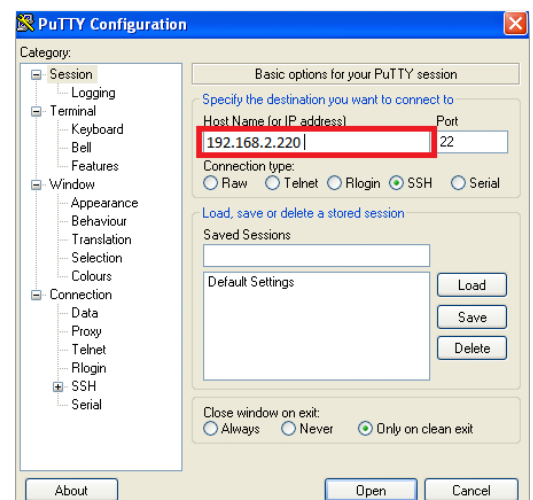 PuTTY Configuration
Category:
Session
Logging
Terminal
Keyboard
Bell
Features
Window
Appearance
Behaviour
Translation
Selection
Colours
Connection
Data
Proxy
Telnet
Rlogin
SSH
Serial
Basic options for your PuTTY session
Specify the destination you want to connect to
Host Name (or IP address) Port
192.168.2.220 22
Connection type:
Raw Telnet Rlogin SSH Serial
Load, save or delete a stored session
Saved Sessions
Default Settings
Load
Save
Delete
Close window on exit:
Always Never Only on clean exit
About Open Cancel